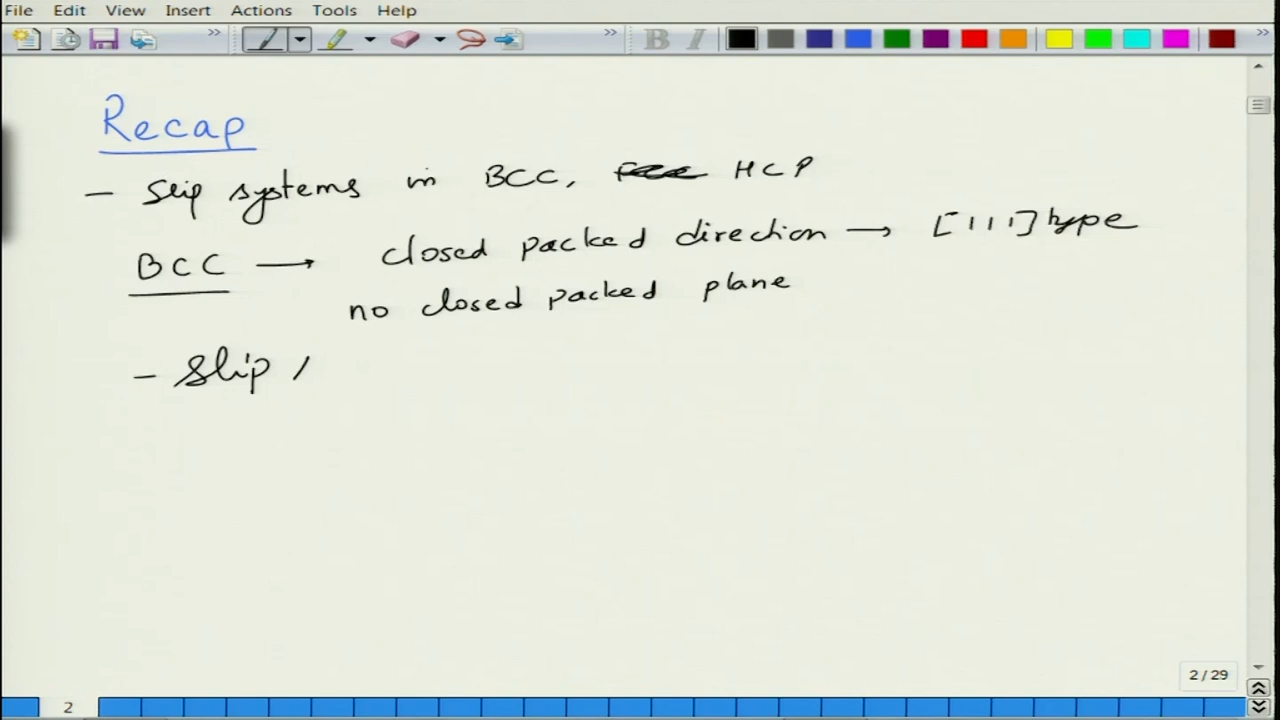 File Edit View Insert Actions Tools Help
Recap
– Slip systems in BCC, HCP
BCC → closed packed direction → [111] type
no closed packed plane
– Slip
2/29
2